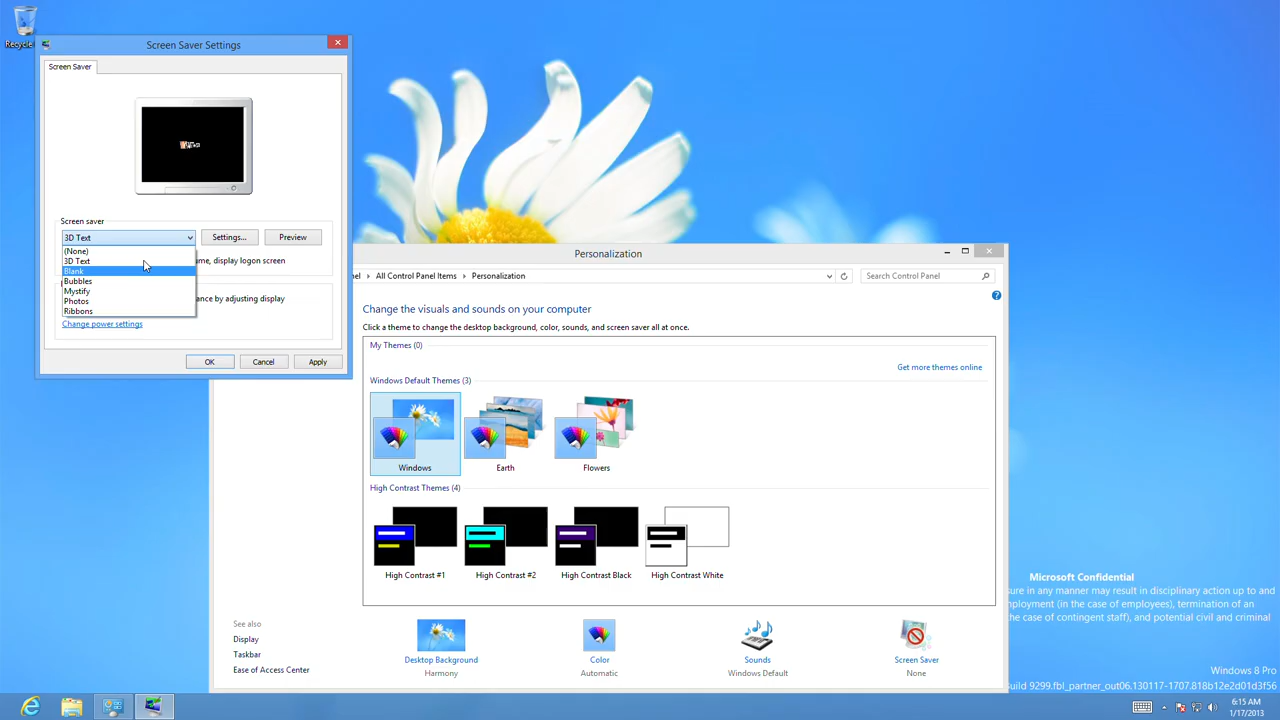 Recycle
Screen Saver Settings
Screen Saver
Screen saver
3D Text
Settings...
Preview
(None)
3D Text
Blank
Bubbles
Mystify
Photos
Ribbons
ume, display logon screen
ance by adjusting display
Change power settings
OK
Cancel
Apply
Personalization
nel
All Control Panel Items
Personalization
Search Control Panel
Change the visuals and sounds on your computer
Click a theme to change the desktop background, color, sounds, and screen saver all at once.
My Themes (0)
Get more themes online
Windows Default Themes (3)
Windows
Earth
Flowers
High Contrast Themes (4)
High Contrast #1
High Contrast #2
High Contrast Black
High Contrast White
See also
Display
Taskbar
Ease of Access Center
Desktop Background
Harmony
Color
Automatic
Sounds
Windows Default
Screen Saver
None
Microsoft Confidential
sure in any manner may result in disciplinary action up to and
mployment (in the case of employees), termination of an
the case of contingent staff), and potential civil and criminal
Windows 8 Pro
Build 9299.fbl_partner_out06.130117-1707.818b12e2d01d3f56
6:15 AM
1/17/2013